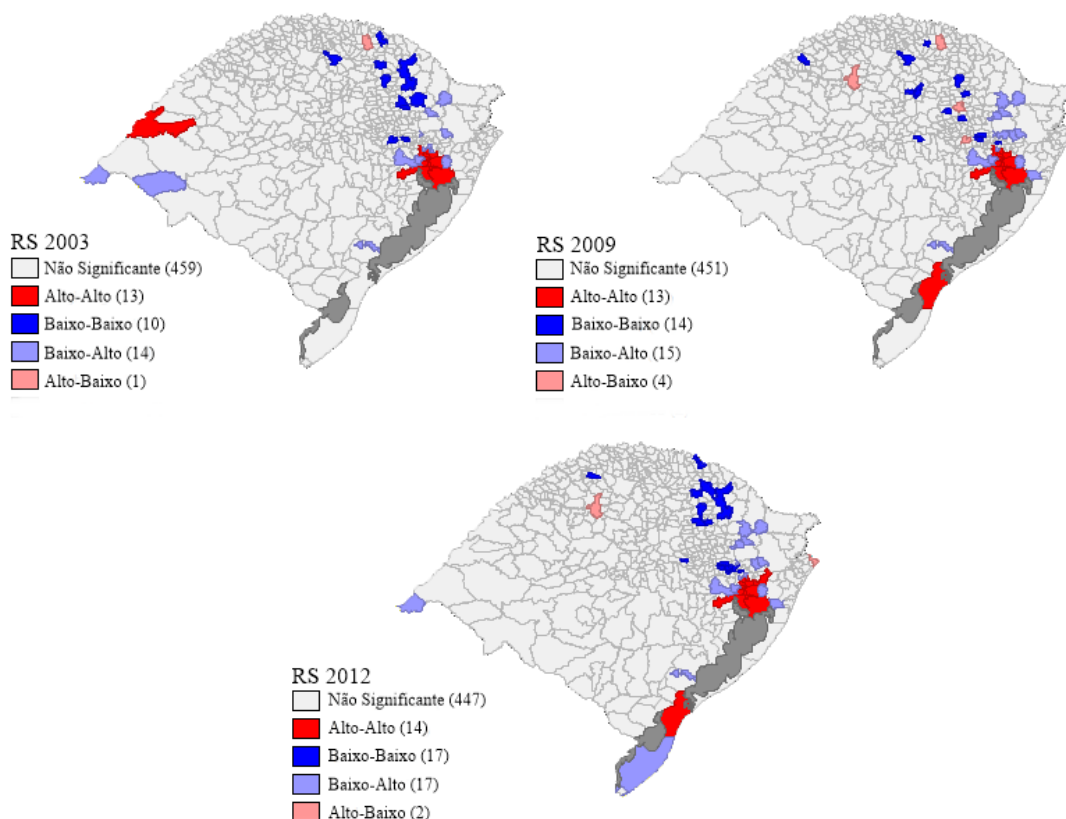 RS 2003
Não Significante (459)
Alto-Alto (13)
Baixo-Baixo (10)
Baixo-Alto (14)
Alto-Baixo (1)
RS 2009
Não Significante (451)
Alto-Alto (13)
Baixo-Baixo (14)
Baixo-Alto (15)
Alto-Baixo (4)
RS 2012
Não Significante (447)
Alto-Alto (14)
Baixo-Baixo (17)
Baixo-Alto (17)
Alto-Baixo (2)